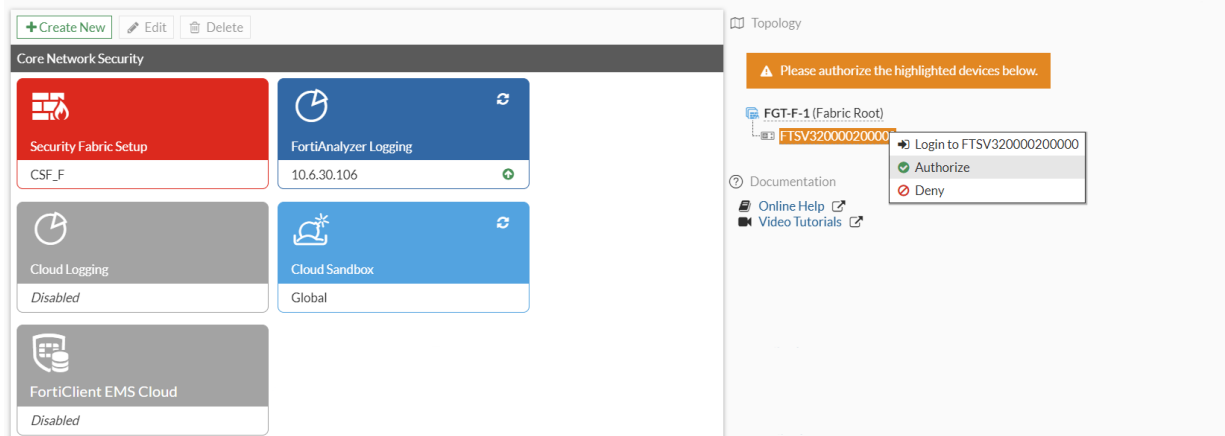 +Create New Edit Delete
Core Network Security
Security Fabric Setup
CSF_F
FortiAnalyzer Logging
10.6.30.106
Cloud Logging
Disabled
Cloud Sandbox
Global
FortiClient EMS Cloud
Disabled
Topology
Please authorize the highlighted devices below.
FGT-F-1 (Fabric Root)
FTSV32000020000
Login to FTSV320000200000
Authorize
Deny
Documentation
Online Help
Video Tutorials